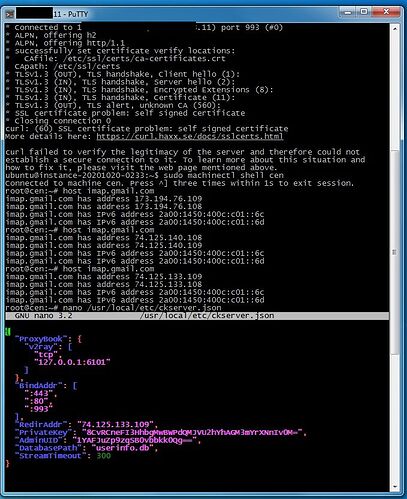 11 - PuTTY
* Connected to 1 .11) port 993 (#0)
* ALPN, offering h2
* ALPN, offering http/1.1
* successfully set certificate verify locations:
* CAfile: /etc/ssl/certs/ca-certificates.crt
CApath: /etc/ssl/certs
* TLSv1.3 (OUT), TLS handshake, Client hello (1):
* TLSv1.3 (IN), TLS handshake, Server hello (2):
* TLSv1.3 (IN), TLS handshake, Encrypted Extensions (8):
* TLSv1.3 (IN), TLS handshake, Certificate (11):
* TLSv1.3 (OUT), TLS alert, unknown CA (560):
* SSL certificate problem: self signed certificate
* Closing connection 0
curl: (60) SSL certificate problem: self signed certificate
More details here: https://curl.haxx.se/docs/sslcerts.html
curl failed to verify the legitimacy of the server and therefore could not
establish a secure connection to it. To learn more about this situation and
how to fix it, please visit the web page mentioned above.
ubuntu@instance-20201020-0233:~$ sudo machinectl shell cen
Connected to machine cen. Press ^] three times within 1s to exit session.
root@cen:~# host imap.gmail.com
imap.gmail.com has address 173.194.76.109
imap.gmail.com has address 173.194.76.108
imap.gmail.com has IPv6 address 2a00:1450:400c:c01::6c
imap.gmail.com has IPv6 address 2a00:1450:400c:c01::6d
root@cen:~# host imap.gmail.com
imap.gmail.com has address 74.125.140.108
imap.gmail.com has address 74.125.140.109
imap.gmail.com has IPv6 address 2a00:1450:400c:c01::6d
imap.gmail.com has IPv6 address 2a00:1450:400c:c01::6c
root@cen:~# host imap.gmail.com
imap.gmail.com has address 74.125.133.109
imap.gmail.com has address 74.125.133.108
imap.gmail.com has IPv6 address 2a00:1450:400c:c01::6c
imap.gmail.com has IPv6 address 2a00:1450:400c:c01::6d
root@cen:~# nano /usr/local/etc/ckserver.json
GNU nano 3.2 /usr/local/etc/ckserver.json
{
"ProxyBook": {
"v2ray": [
"tcp",
"127.0.0.1:6101"
]
},
"BindAddr": [
":443",
":80",
":993"
],
"RedirAddr": "74.125.133.109",
"PrivateKey":
"AdminUID":
"DatabasePath": "userinfo.db",
"StreamTimeout": 300
}